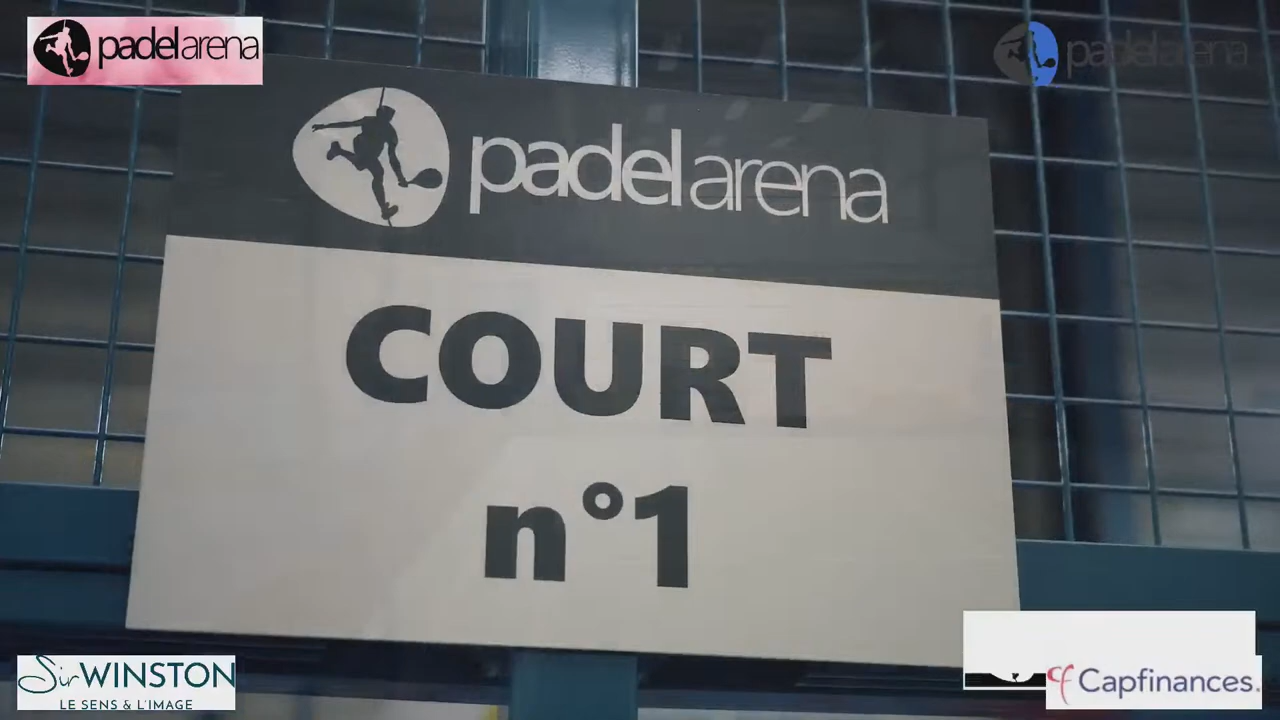 padelarena
padelarena
padelarena
COURT
n°1
Sir WINSTON
LE SENS & L'IMAGE
Capfinances.